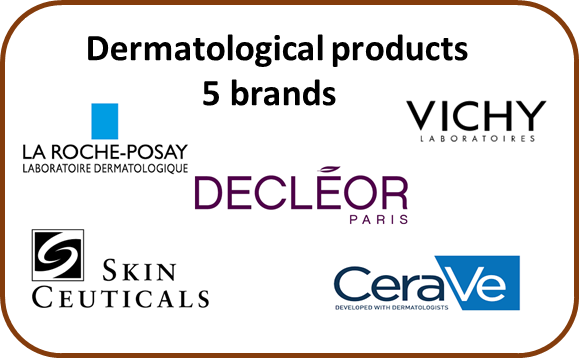 Dermatological products
5 brands
LA ROCHE-POSAY
LABORATOIRE DERMATOLOGIQUE
VICHY
LABORATOIRES
DECLÉOR
PARIS
SKIN
CEUTICALS
CeraVe
DEVELOPED WITH DERMATOLOGISTS